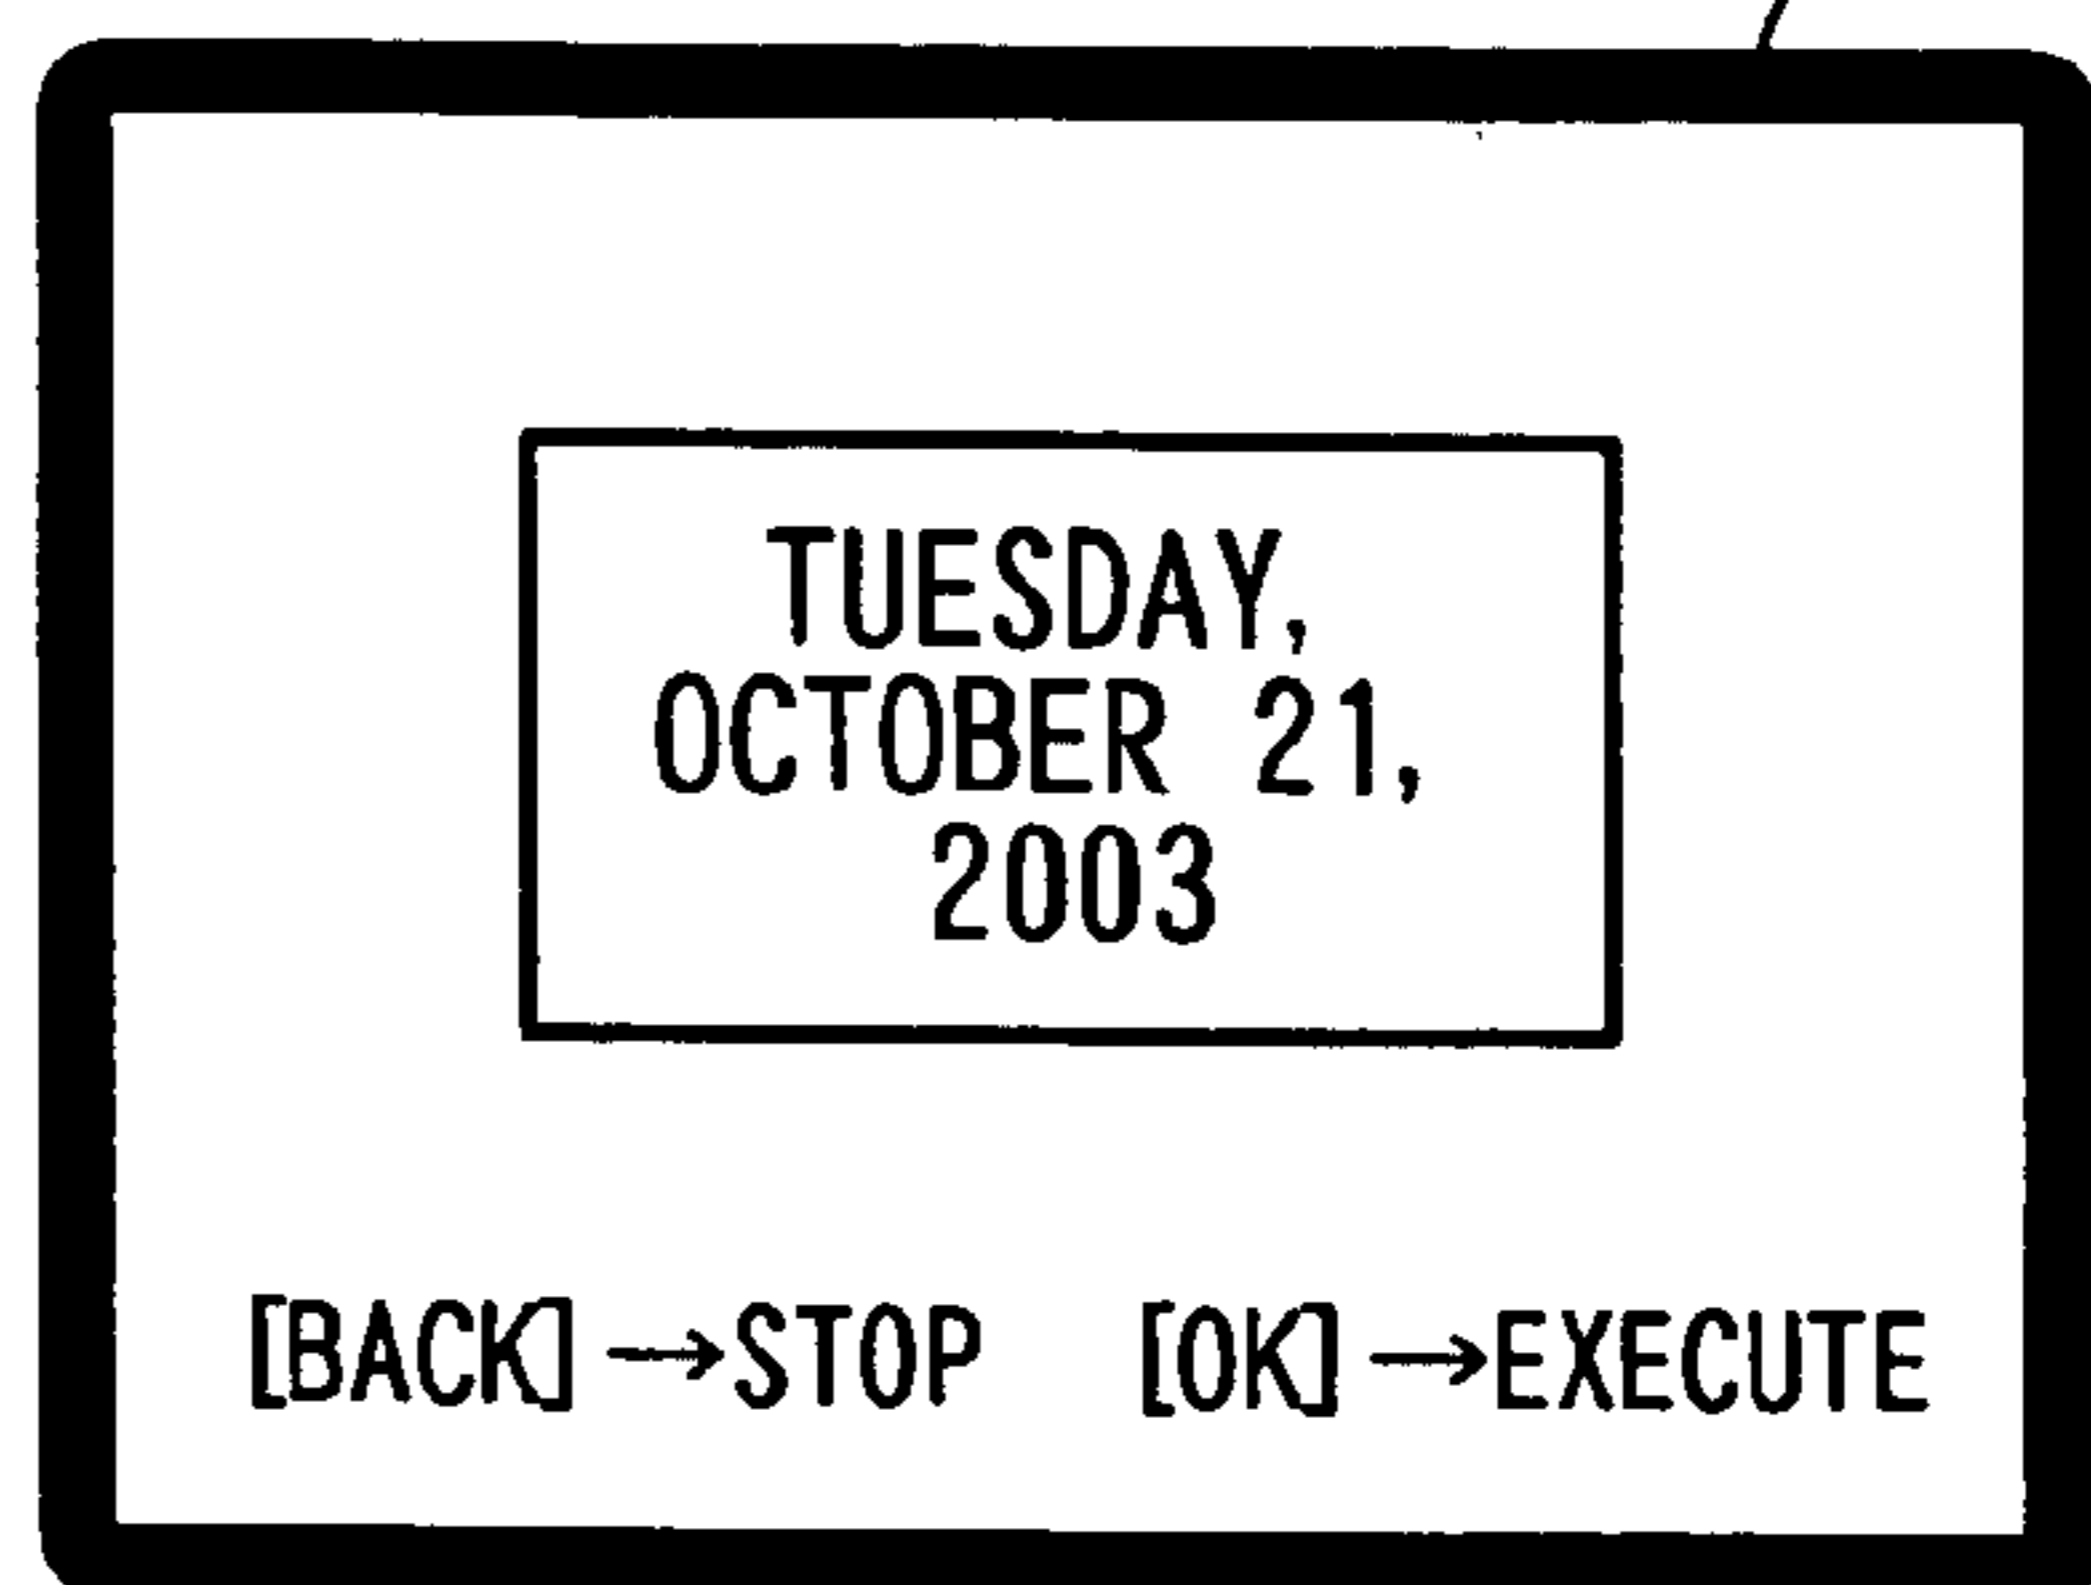 TUESDAY,
OCTOBER 21,
2003
[BACK]→STOP [OK]→EXECUTE